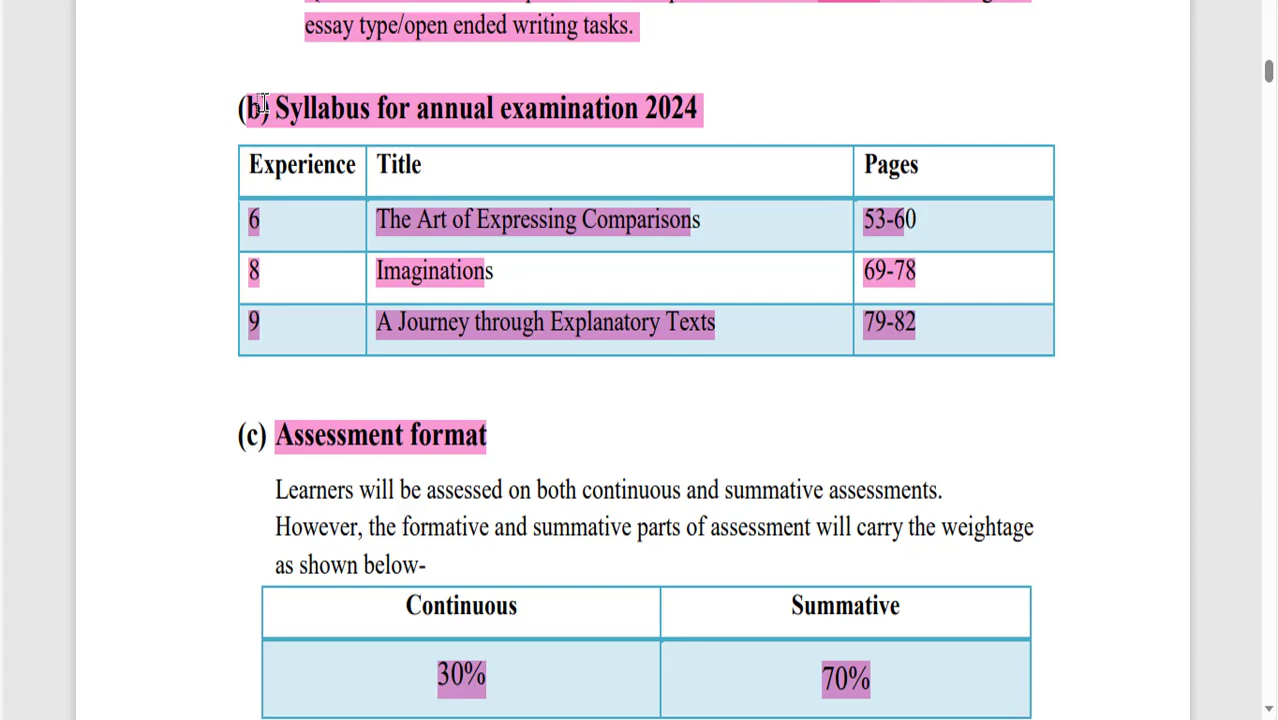 essay type/open ended writing tasks.
(b) Syllabus for annual examination 2024
Experience Title Pages
6 The Art of Expressing Comparisons 53-60
8 Imaginations 69-78
9 A Journey through Explanatory Texts 79-82
(c) Assessment format
Learners will be assessed on both continuous and summative assessments.
However, the formative and summative parts of assessment will carry the weightage
as shown below-
Continuous Summative
30% 70%